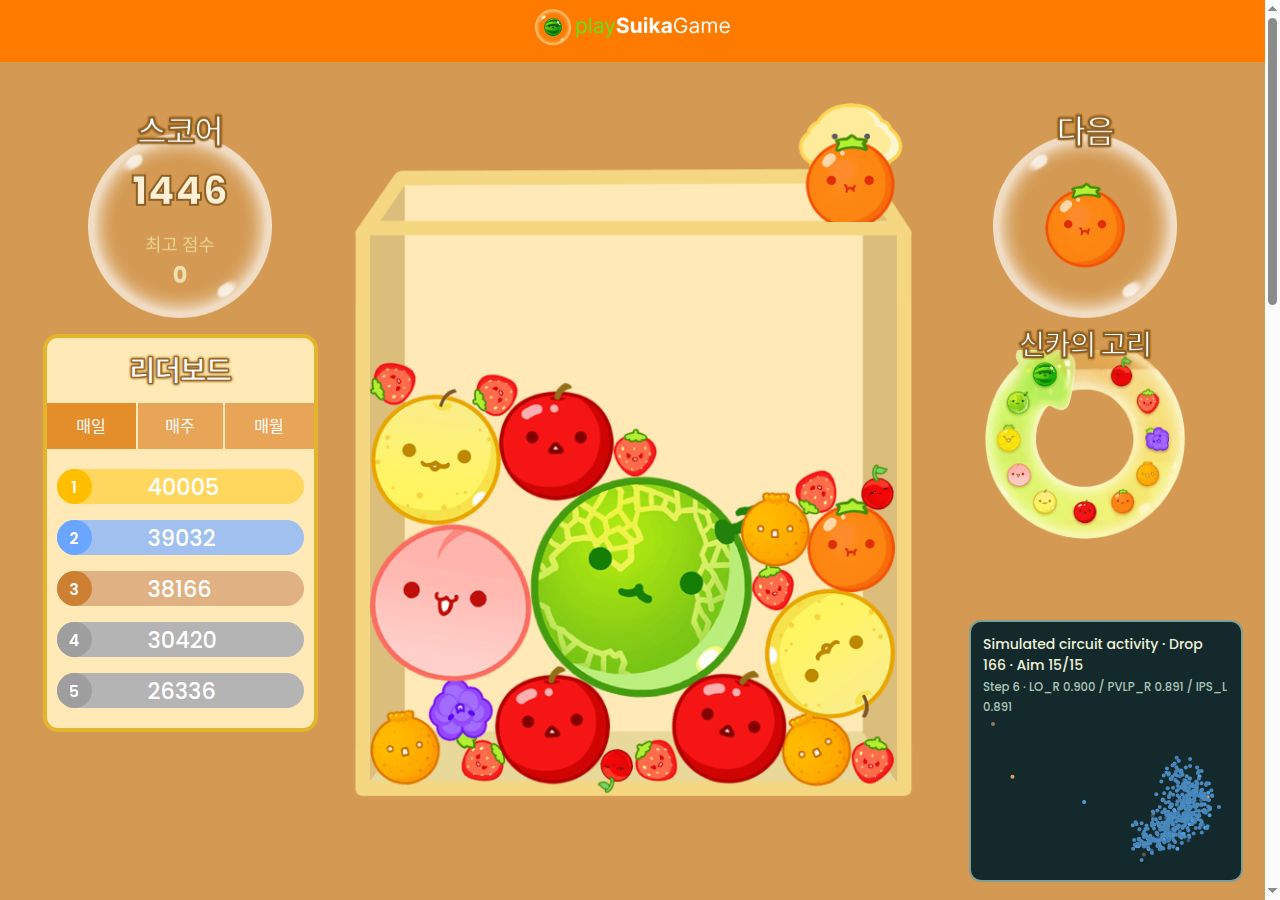 playSuikaGame
스코어
1446
최고 점수
0
다음
리더보드
매일 매주 매월
1 40005
2 39032
3 38166
4 30420
5 26336
신카의 고리
Simulated circuit activity · Drop
166 · Aim 15/15
Step 6 · LO_R 0.900 / PVLP_R 0.891 / IPS_L
0.891